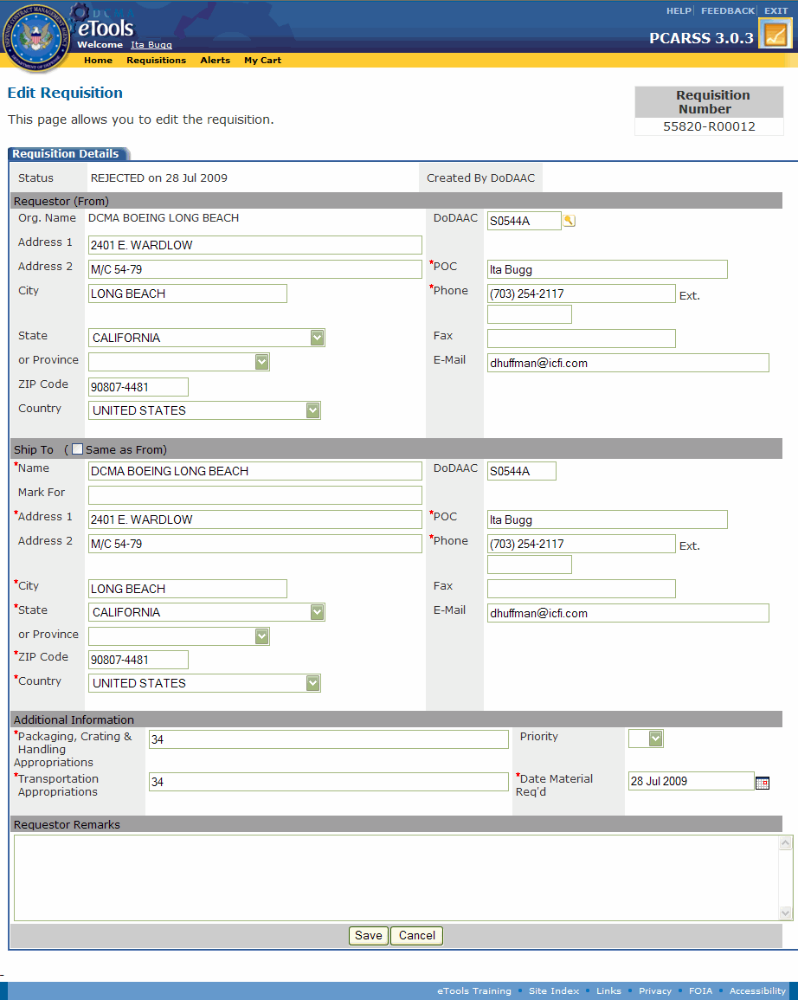 HELP | FEEDBACK | EXIT
DCMA
eTools
Welcome Ita Bugg
PCARSS 3.0.3
Home Requisitions Alerts My Cart
Edit Requisition
This page allows you to edit the requisition.
Requisition
Number
55820-R00012
Requisition Details
Status REJECTED on 28 Jul 2009 Created By DoDAAC
Requestor (From)
Org. Name DCMA BOEING LONG BEACH DoDAAC S0544A
Address 1 2401 E. WARDLOW
Address 2 M/C 54-79 *POC Ita Bugg
City LONG BEACH *Phone (703) 254-2117 Ext.
State CALIFORNIA Fax
or Province E-Mail dhuffman@icfi.com
ZIP Code 90807-4481
Country UNITED STATES
Ship To ( Same as From)
*Name DCMA BOEING LONG BEACH DoDAAC S0544A
Mark For
*Address 1 2401 E. WARDLOW *POC Ita Bugg
Address 2 M/C 54-79 *Phone (703) 254-2117 Ext.
*City LONG BEACH Fax
*State CALIFORNIA E-Mail dhuffman@icfi.com
or Province
*ZIP Code 90807-4481
*Country UNITED STATES
Additional Information
*Packaging, Crating & 34 Priority
Handling
Appropriations
*Transportation 34 *Date Material 28 Jul 2009
Appropriations Req'd
Requestor Remarks
Save Cancel
eTools Training • Site Index • Links • Privacy • FOIA • Accessibility